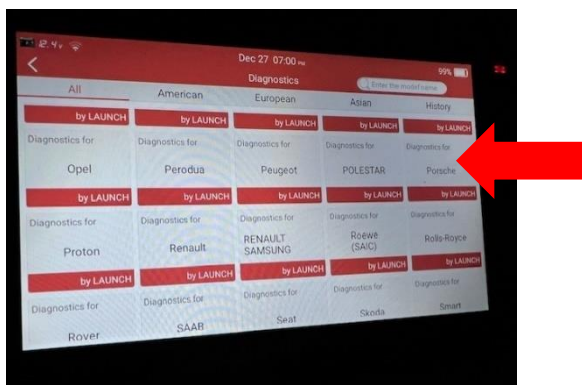 12.4v
Dec 27 07:00
99%
Diagnostics
Enter the model name
All
American
European
Asian
History
by LAUNCH
by LAUNCH
by LAUNCH
by LAUNCH
by LAUNCH
Diagnostics for
Diagnostics for
Diagnostics for
Diagnostics for
Diagnostics for
Opel
Perodua
Peugeot
POLESTAR
Porsche
by LAUNCH
by LAUNCH
by LAUNCH
by LAUNCH
by LAUNCH
Diagnostics for
Diagnostics for
Diagnostics for
Diagnostics for
Diagnostics for
Proton
Renault
RENAULT
SAMSUNG
Roewe
(SAIC)
Rolls-Royce
by LAUNCH
by LAUNCH
by LAUNCH
by LAUNCH
by LAUNCH
Diagnostics for
Diagnostics for
Diagnostics for
Diagnostics for
Diagnostics for
Rover
SAAB
Seat
Skoda
Smart